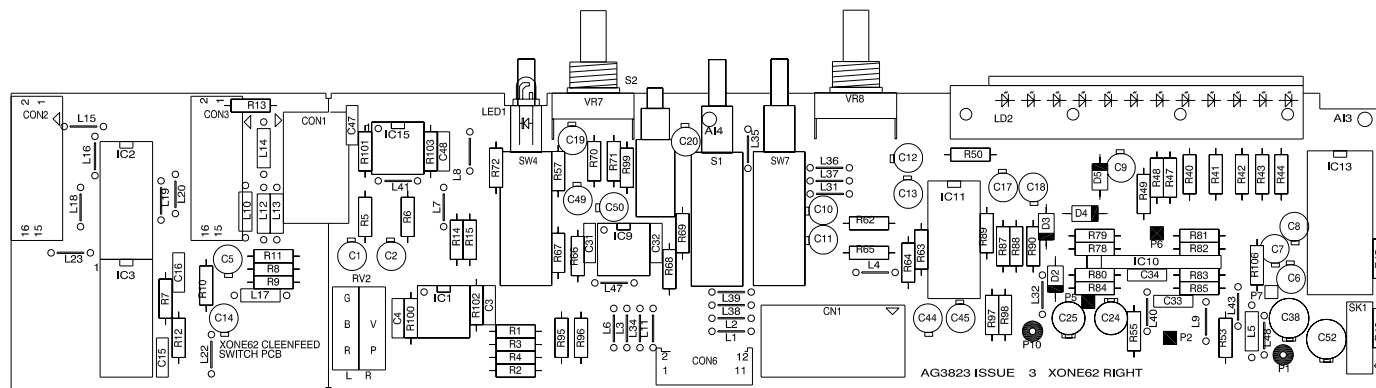 S2
VR7
VR8
LED1
LD2
AI3
CON2
2 1
CON3
2 1
R13
CON1
C47
L15
IC2
L16
L14
IC15
R101
R103
C48
L8
R72
SW4
R57
C19
R70
R71
R99
C20
AI4
S1
L35
SW7
L36
L37
L31
C12
C13
R50
C17
C18
C9
D5
R49
R48
R47
R40
R41
R42
R43
R44
IC13
L18
L19
L20
L10
L12
L13
L41
L7
R5
R6
R14
R15
C49
C50
C10
C11
R62
R65
IC11
R89
R87
R88
R90
D3
D4
P6
R79
R78
R81
R82
C8
C7
16 15
16 15
L23
1
IC3
C16
C5
R11
R8
R9
C1
C2
RV2
R67
R66
C31
IC9
C32
R69
R68
L4
R64
R63
IC10
R106
C6
R7
R10
L17
C14
R12
C15
L22
XONE62 CLEENFEED
SWITCH PCB
G
B
R
L
V
P
R
C4
R100
IC1
R102
C3
L47
L39
L38
L2
L1
CN1
C44
C45
R97
R98
L32
D2
R80
R84
C34
R83
R85
P5
C33
P7
R1
R3
R4
R2
R95
R96
L6
L3
L34
L11
2
1
CON6
12
11
P10
C25
C24
R55
L40
P2
L9
R53
L43
L5
L48
C38
P1
C52
SK1
AG3823 ISSUE 3 XONE62 RIGHT